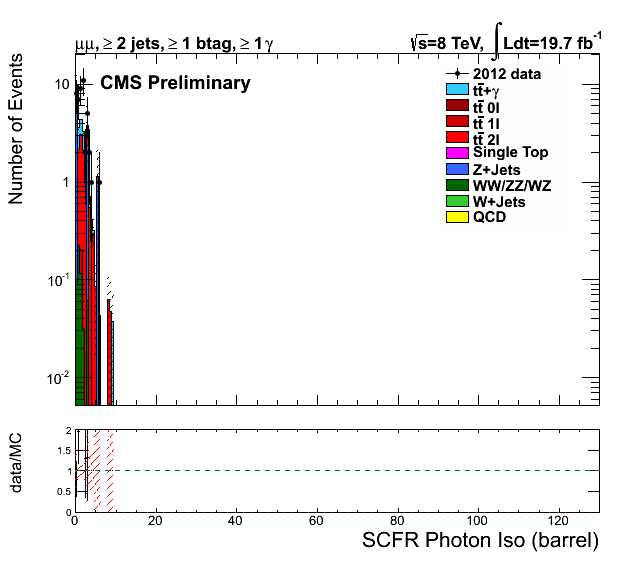 μμ, ≥ 2 jets, ≥ 1 btag, ≥ 1 γ
√s=8 TeV, ∫ Ldt=19.7 fb⁻¹
CMS Preliminary
2012 data
tt̄+γ
tt̄ 0l
tt̄ 1l
tt̄ 2l
Single Top
Z+Jets
WW/ZZ/WZ
W+Jets
QCD
Number of Events
10
1
10⁻¹
10⁻²
data/MC
2
1.5
1
0.5
0
0 20 40 60 80 100 120
SCFR Photon Iso (barrel)